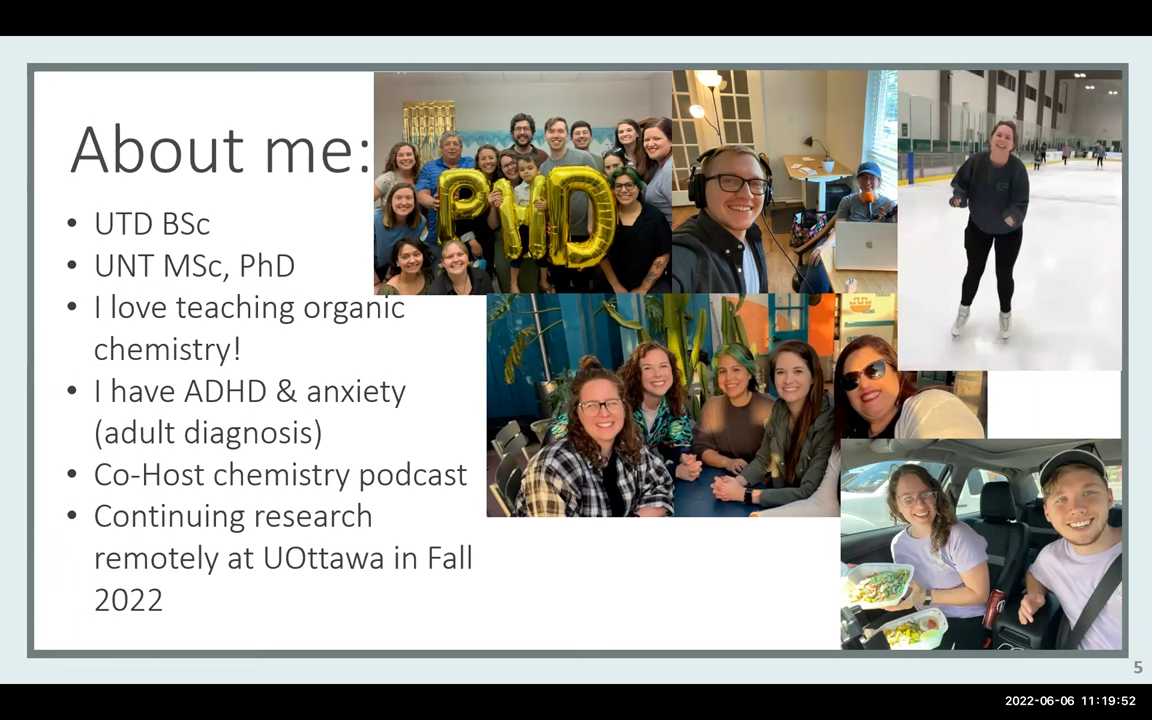 About me:
• UTD BSc
• UNT MSc, PhD
• I love teaching organic
chemistry!
• I have ADHD & anxiety
(adult diagnosis)
• Co-Host chemistry podcast
• Continuing research
remotely at UOttawa in Fall
2022
PHD
5
2022-06-06 11:19:52